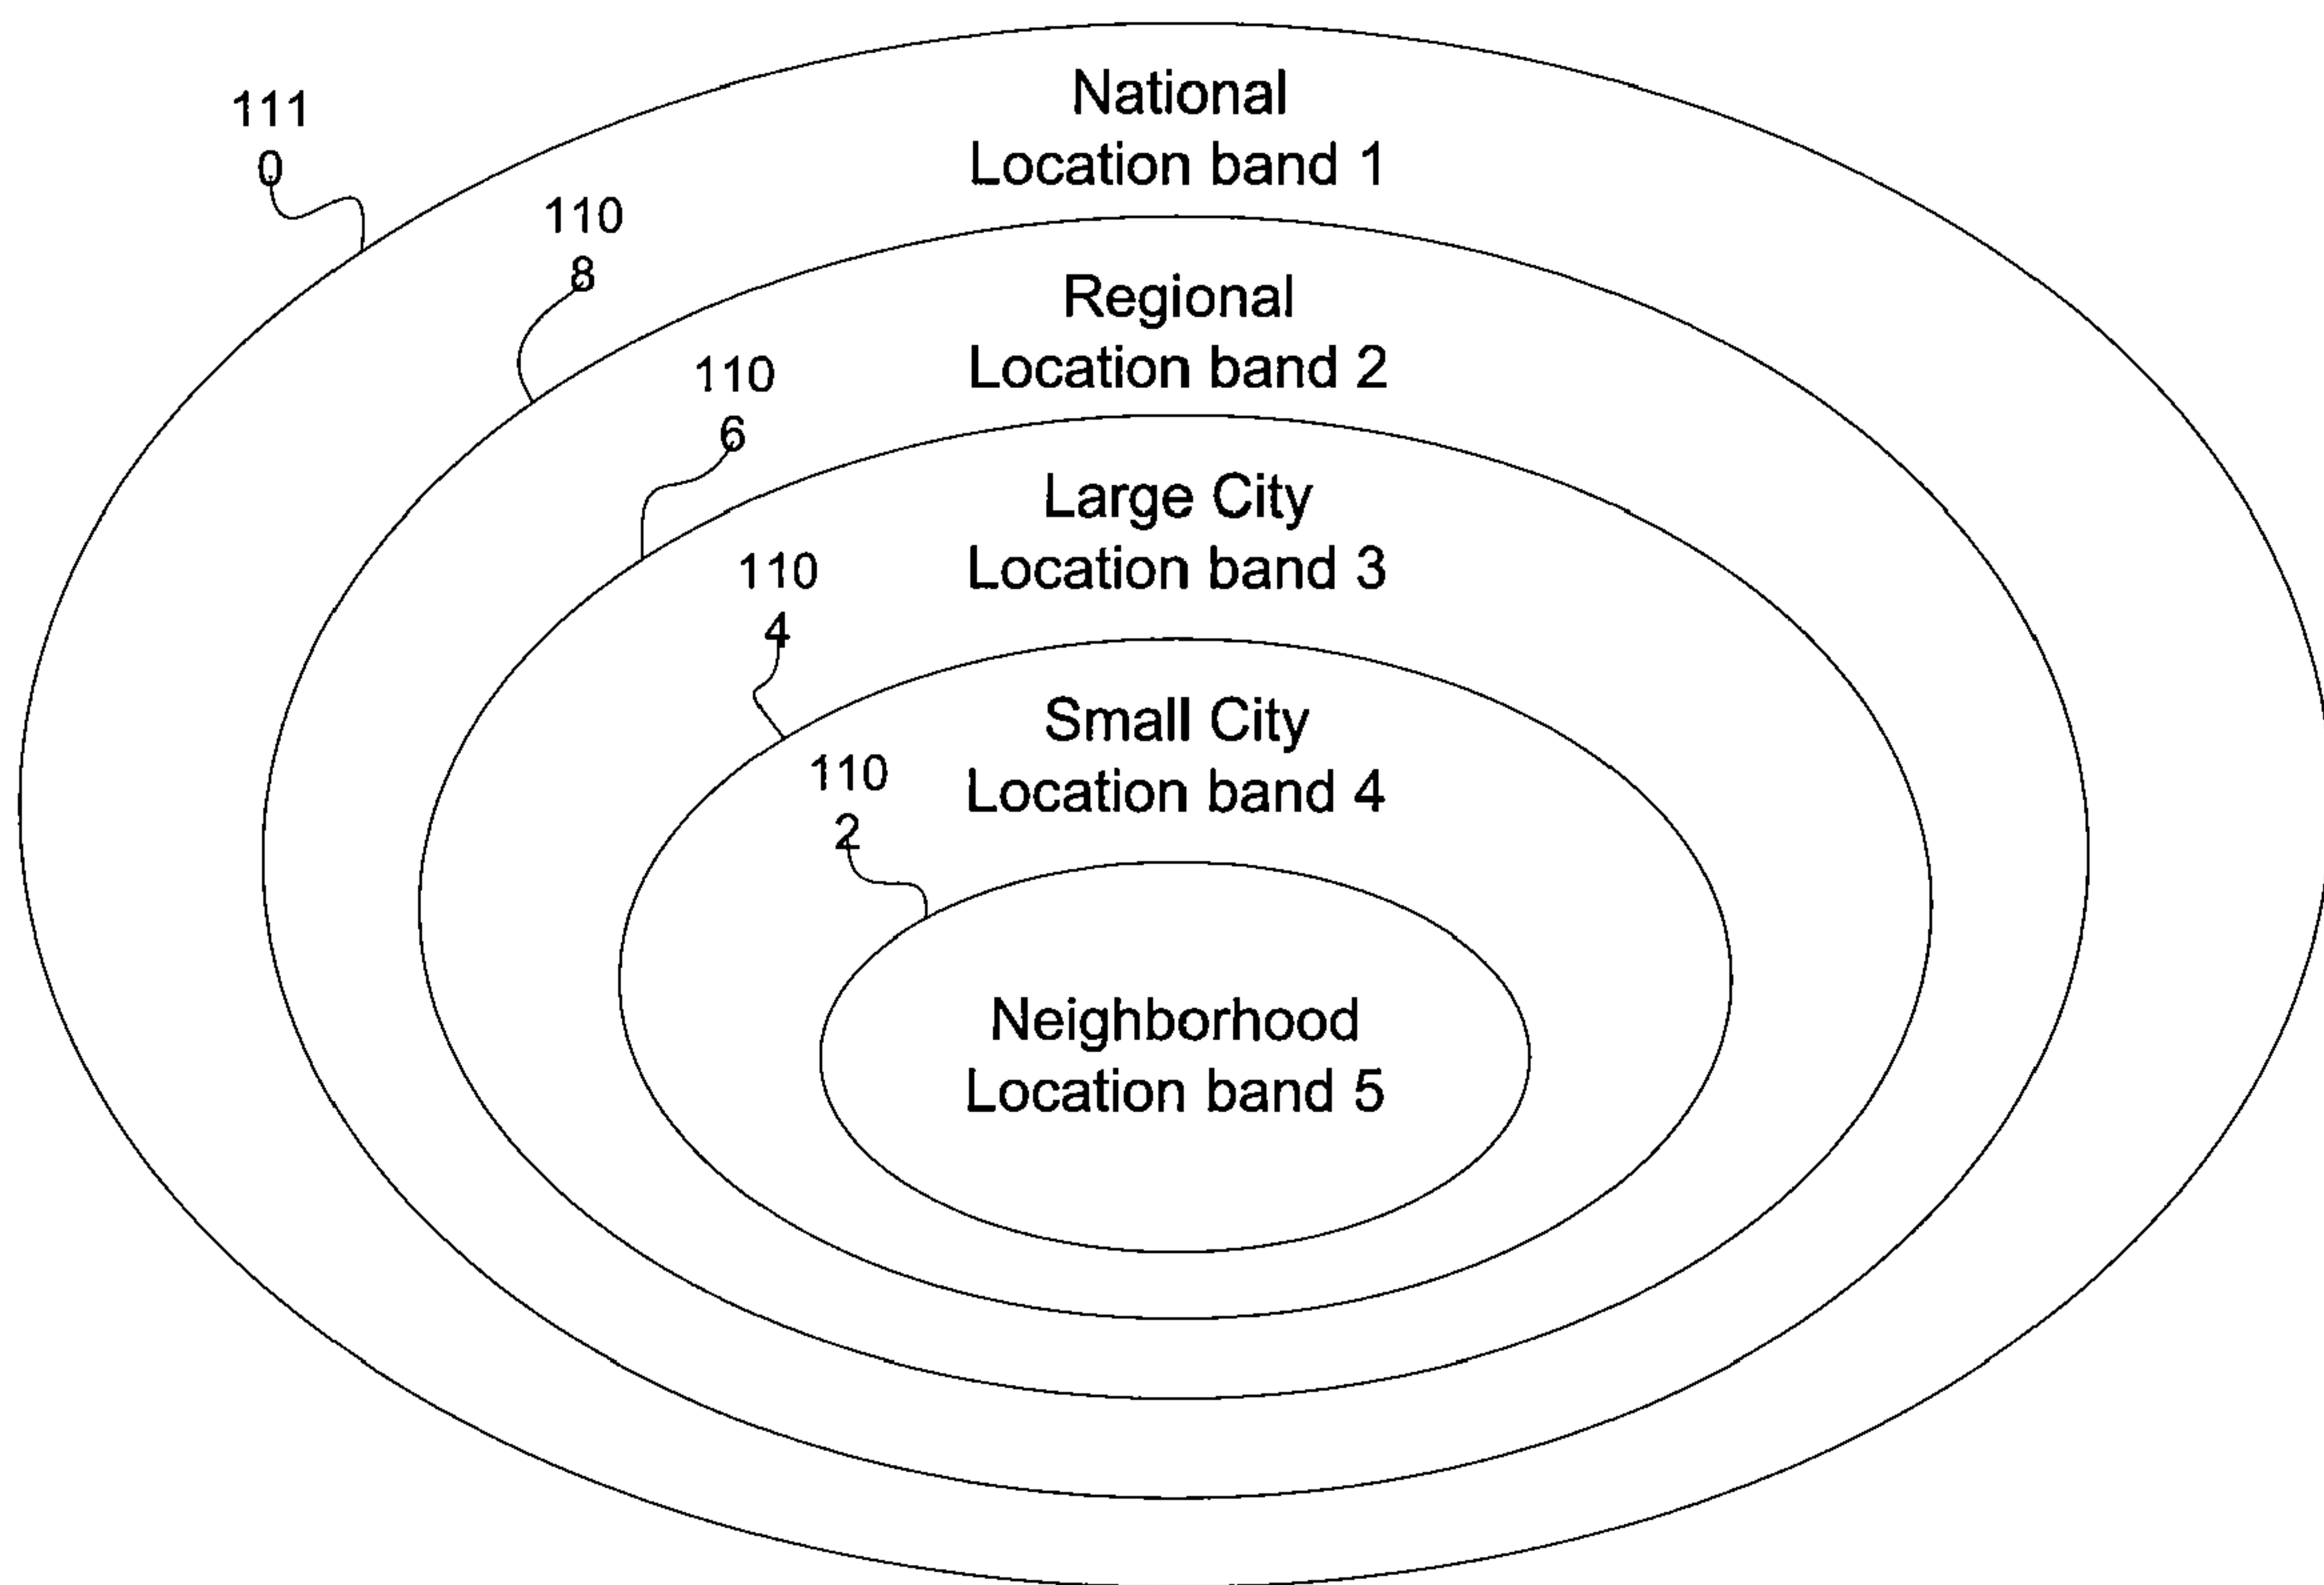 111
0
National
Location band 1
110
8
Regional
Location band 2
110
6
Large City
Location band 3
110
4
Small City
Location band 4
110
2
Neighborhood
Location band 5